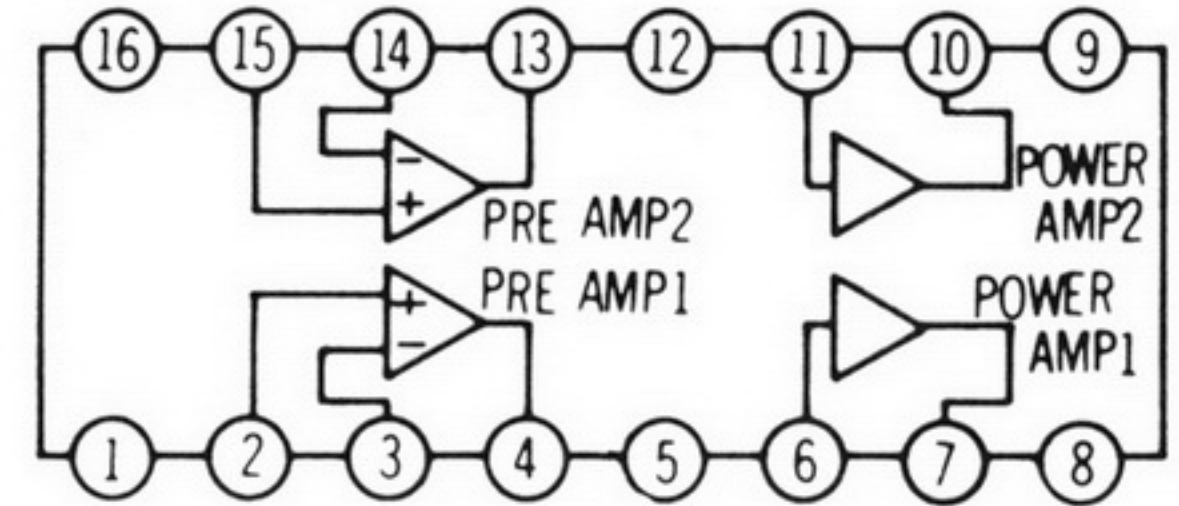 16 15 14 13 12 11 10 9
−
+
PRE AMP2
POWER
AMP2
+
−
PRE AMP1
POWER
AMP1
1 2 3 4 5 6 7 8